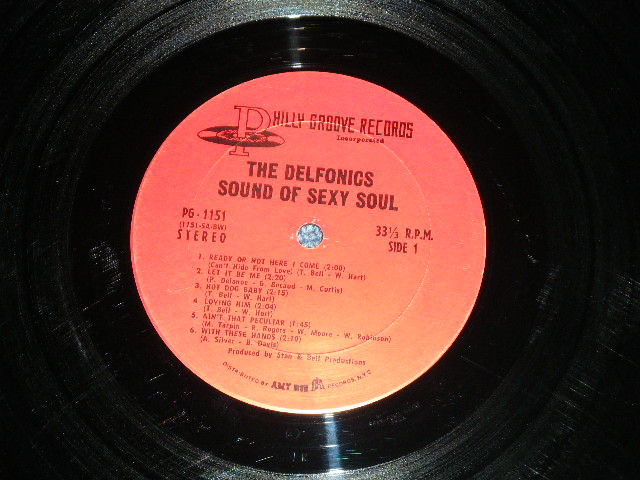 PHILLY GROOVE RECORDS
Incorporated
THE DELFONICS
SOUND OF SEXY SOUL
PG - 1151
(1751-SA-BW)
STEREO
33⅓ R.P.M.
SIDE 1
1. READY OR NOT HERE I COME (2:00)
(Can't Hide From Love) (T. Bell - W. Hart)
2. LET IT BE ME (2:20)
(P. Delanoe - G. Becaud - M. Curtis)
3. HOT DOG BABY (2:15)
(T. Bell - W. Hart)
4. LOVING HIM (2:04)
(T. Bell - W. Hart)
5. AIN'T THAT PECULIAR (1:45)
(M. Tarpin - R. Rogers - W. Moore - W. Robinson)
6. WITH THESE HANDS (2:10)
(A. Silver - B. Davis)
Produced by Stan & Bell Productions
DISTRIBUTED BY AMY RECORDS, N.Y.C.